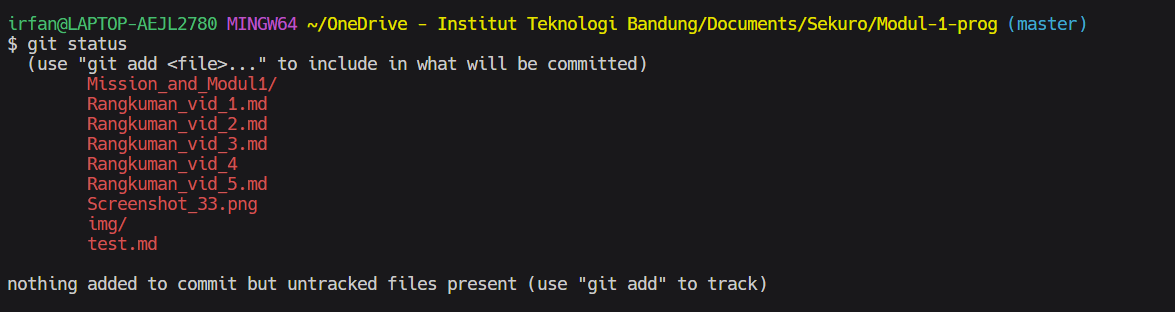 irfan@LAPTOP-AEJL2780 MINGW64 ~/OneDrive - Institut Teknologi Bandung/Documents/Sekuro/Modul-1-prog (master)
$ git status
  (use "git add <file>..." to include in what will be committed)
        Mission_and_Modul1/
        Rangkuman_vid_1.md
        Rangkuman_vid_2.md
        Rangkuman_vid_3.md
        Rangkuman_vid_4
        Rangkuman_vid_5.md
        Screenshot_33.png
        img/
        test.md

nothing added to commit but untracked files present (use "git add" to track)